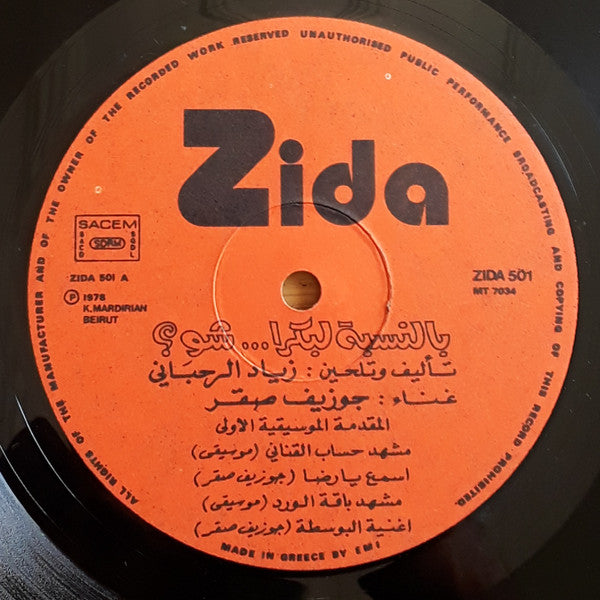 ALL RIGHTS OF THE MANUFACTURER AND OF THE OWNER OF THE RECORDED WORK RESERVED UNAUTHORISED PUBLIC PERFORMANCE BROADCASTING AND COPYING OF THIS RECORD PROHIBITED.
Zida
SACEM
SACD SDRM SGDL
ZIDA 501 A
ZIDA 501
MT 7034
Ⓟ 1978
K.MARDIRIAN
BEIRUT
بالنسبة لبكرا... شو؟
تأليف وتلحين : زياد الرحباني
غناء : جوزيف صقر
المقدمة الموسيقية الاولى
مشهد حساب القناني (موسيقى)
اسمع يا رضا (جوزيف صقر)
مشهد باقة الورد (موسيقى)
اغنية البوسطة (جوزيف صقر)
MADE IN GREECE BY EMI